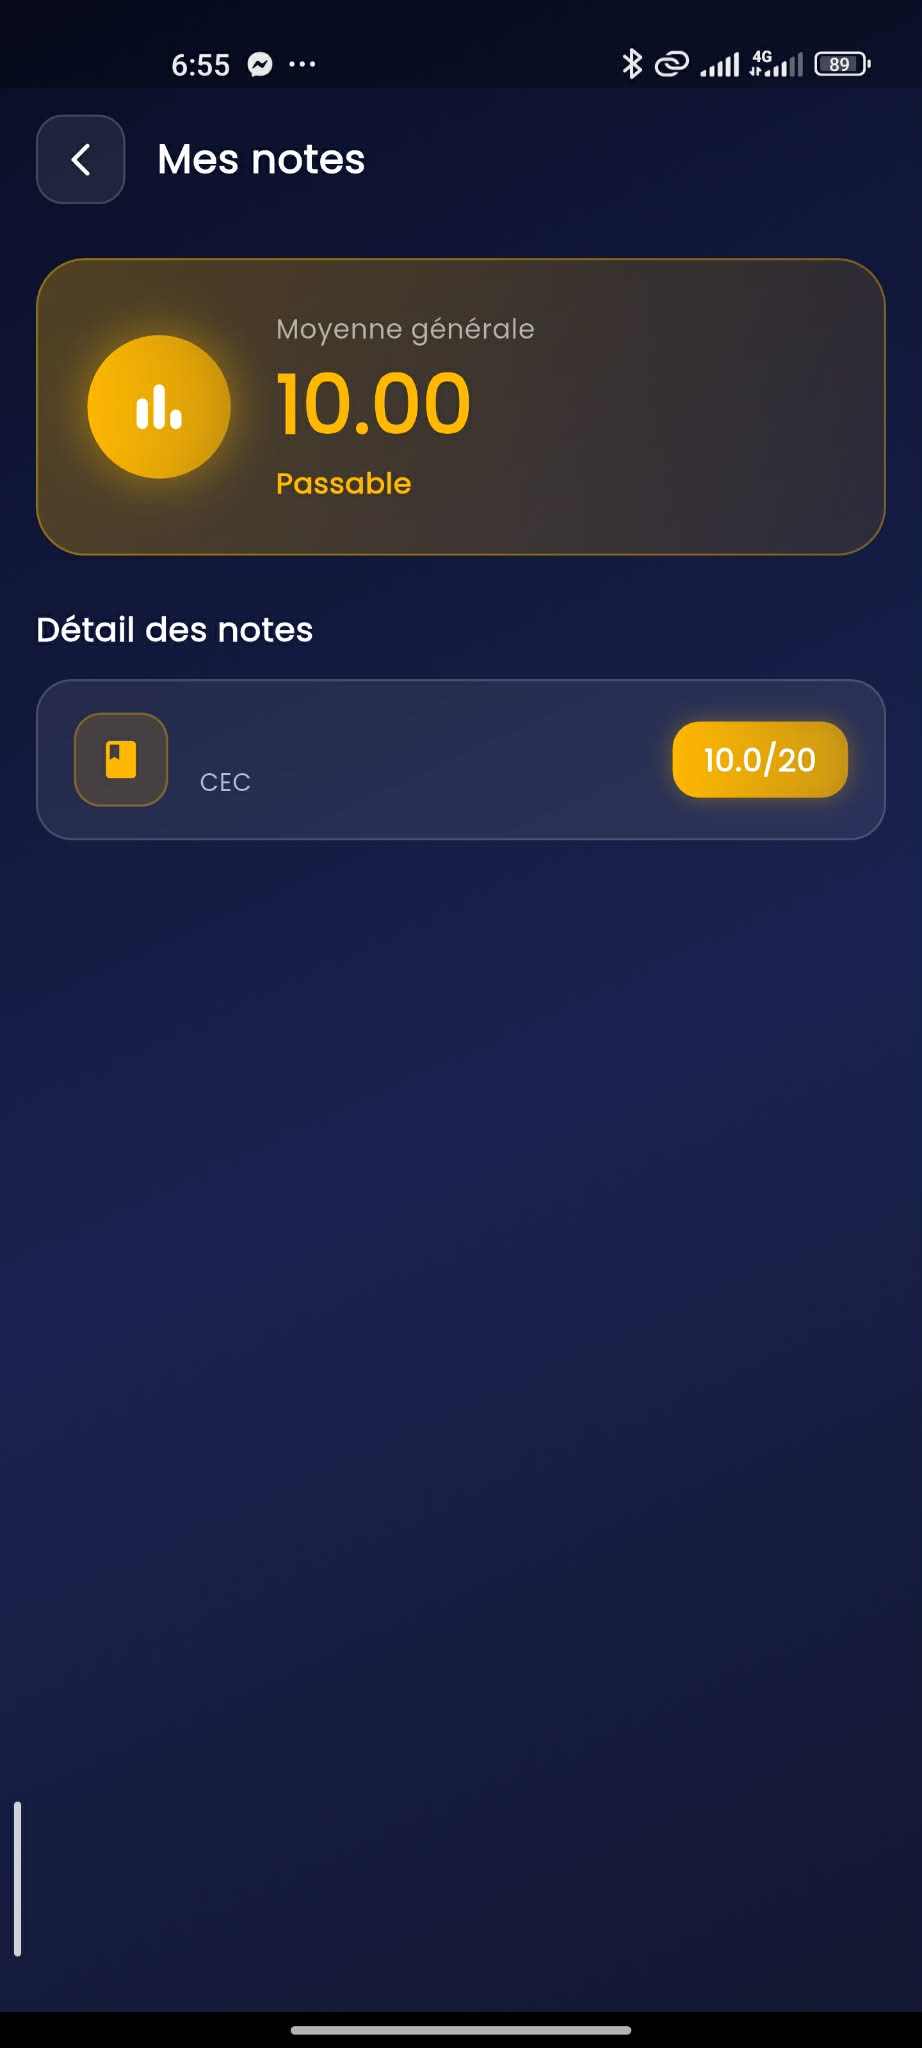 6:55
4G
89
Mes notes
Moyenne générale
10.00
Passable
Détail des notes
CEC
10.0/20